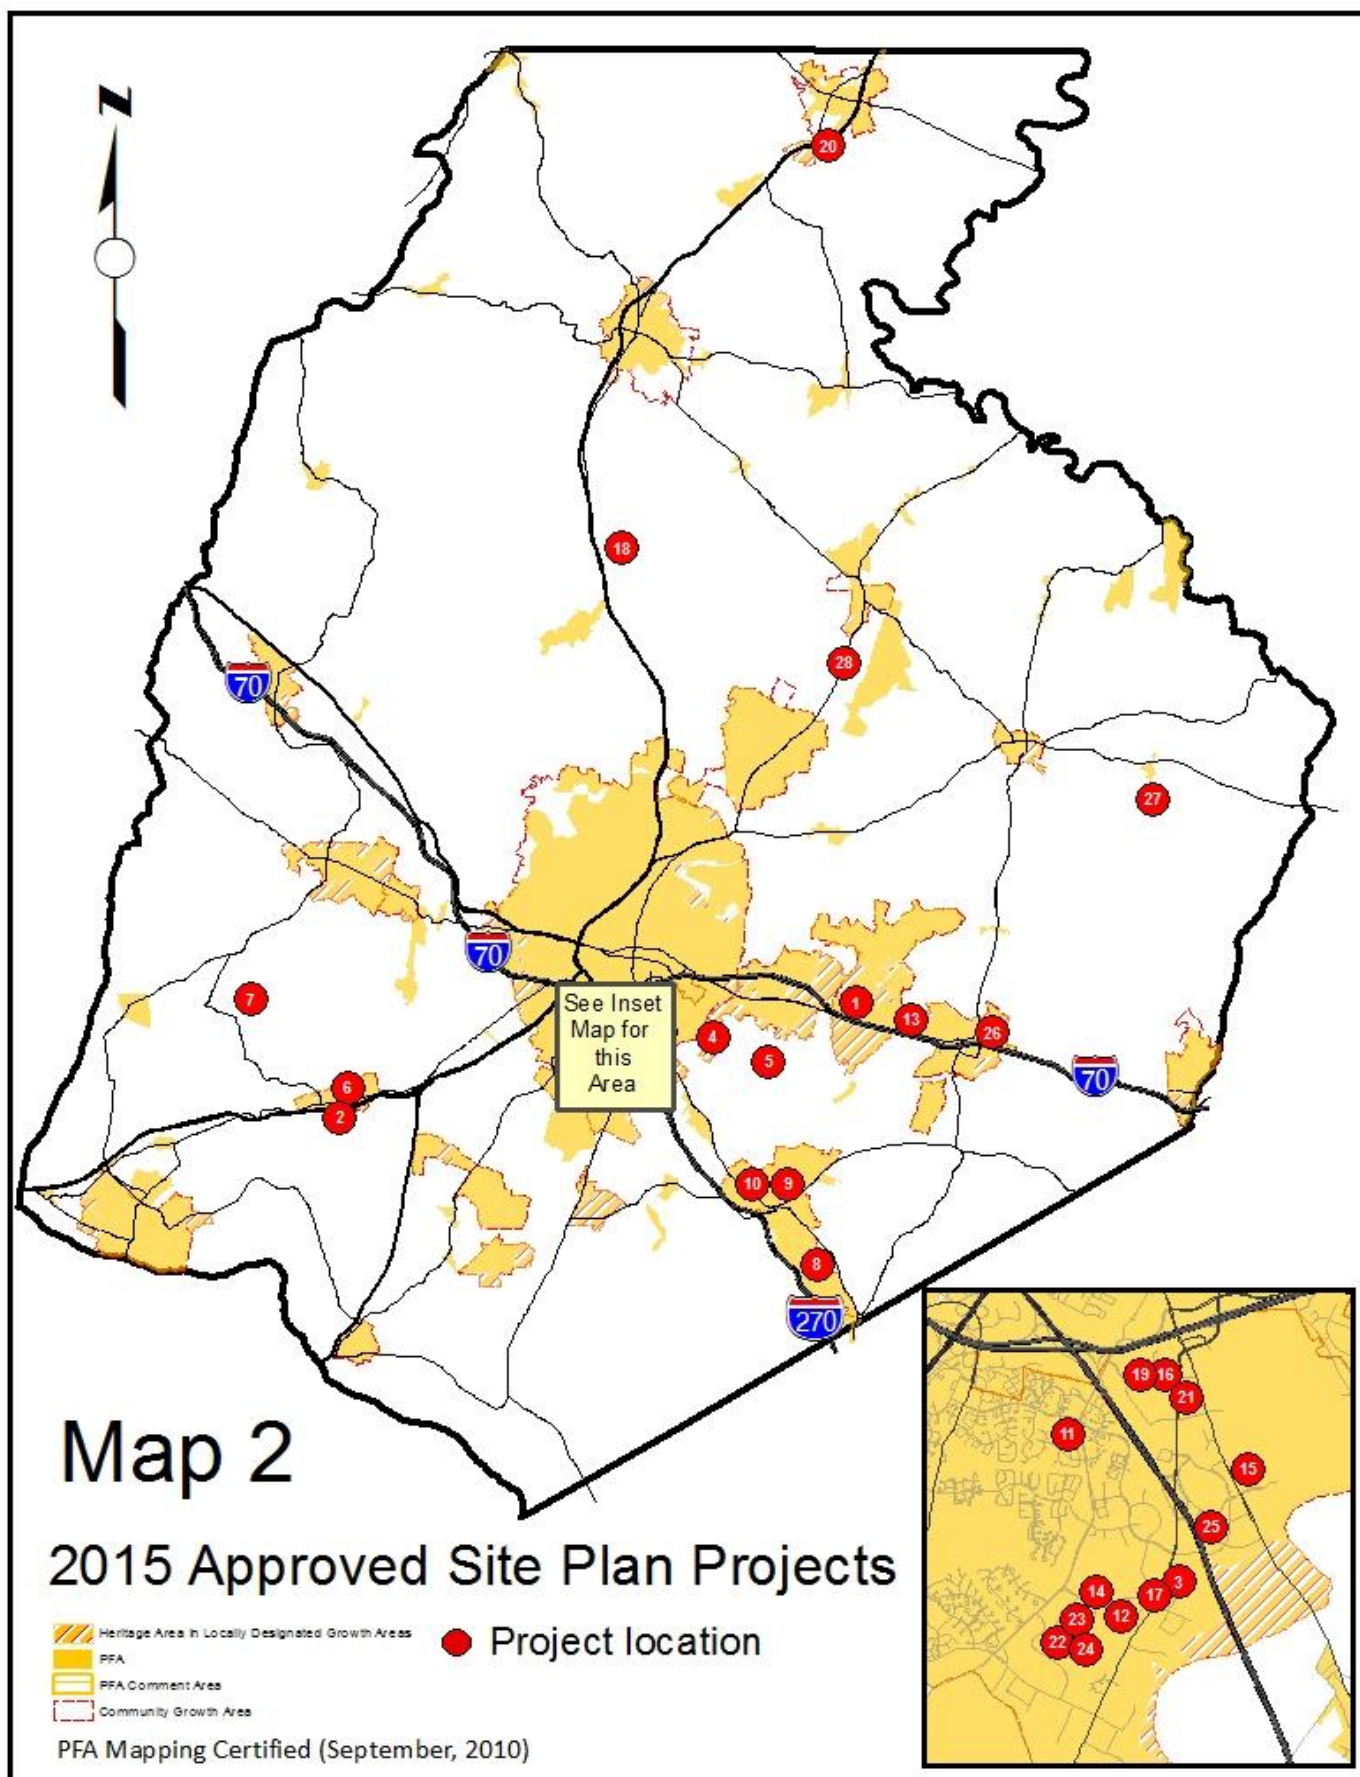 N
20
18
28
70
27
70
7
See Inset
Map for
this
Area
4
5
1
13
26
70
6
2
10
9
8
270
19
16
21
11
15
25
3
17
14
12
23
22
24
Map 2
2015 Approved Site Plan Projects
Heritage Area in Locally Designated Growth Areas
PFA
PFA Comment Area
Community Growth Area
Project location
PFA Mapping Certified (September, 2010)